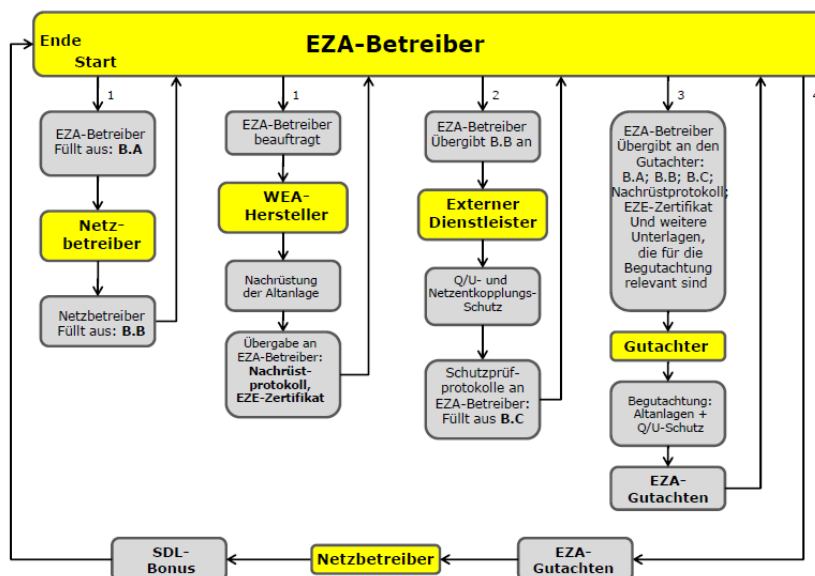 EZA-Betreiber
Ende
Start
1
1
2
3
4
EZA-Betreiber
Füllt aus: B.A
Netz-
betreiber
Netzbetreiber
Füllt aus: B.B
EZA-Betreiber
beauftragt
WEA-
Hersteller
Nachrüstung
der Altanlage
Übergabe an
EZA-Betreiber:
Nachrüst-
protokoll,
EZE-Zertifikat
EZA-Betreiber
Übergibt B.B an
Externer
Dienstleister
Q/U- und
Netzentkopplungs-
Schutz
Schutzprüf-
protokolle an
EZA-Betreiber:
Füllt aus B.C
EZA-Betreiber
Übergibt an den
Gutachter:
B.A; B.B; B.C;
Nachrüstprotokoll;
EZE-Zertifikat
Und weitere
Unterlagen,
die für die
Begutachtung
relevant sind
Gutachter
Begutachtung:
Altanlagen +
Q/U-Schutz
EZA-
Gutachten
SDL-
Bonus
Netzbetreiber
EZA-
Gutachten